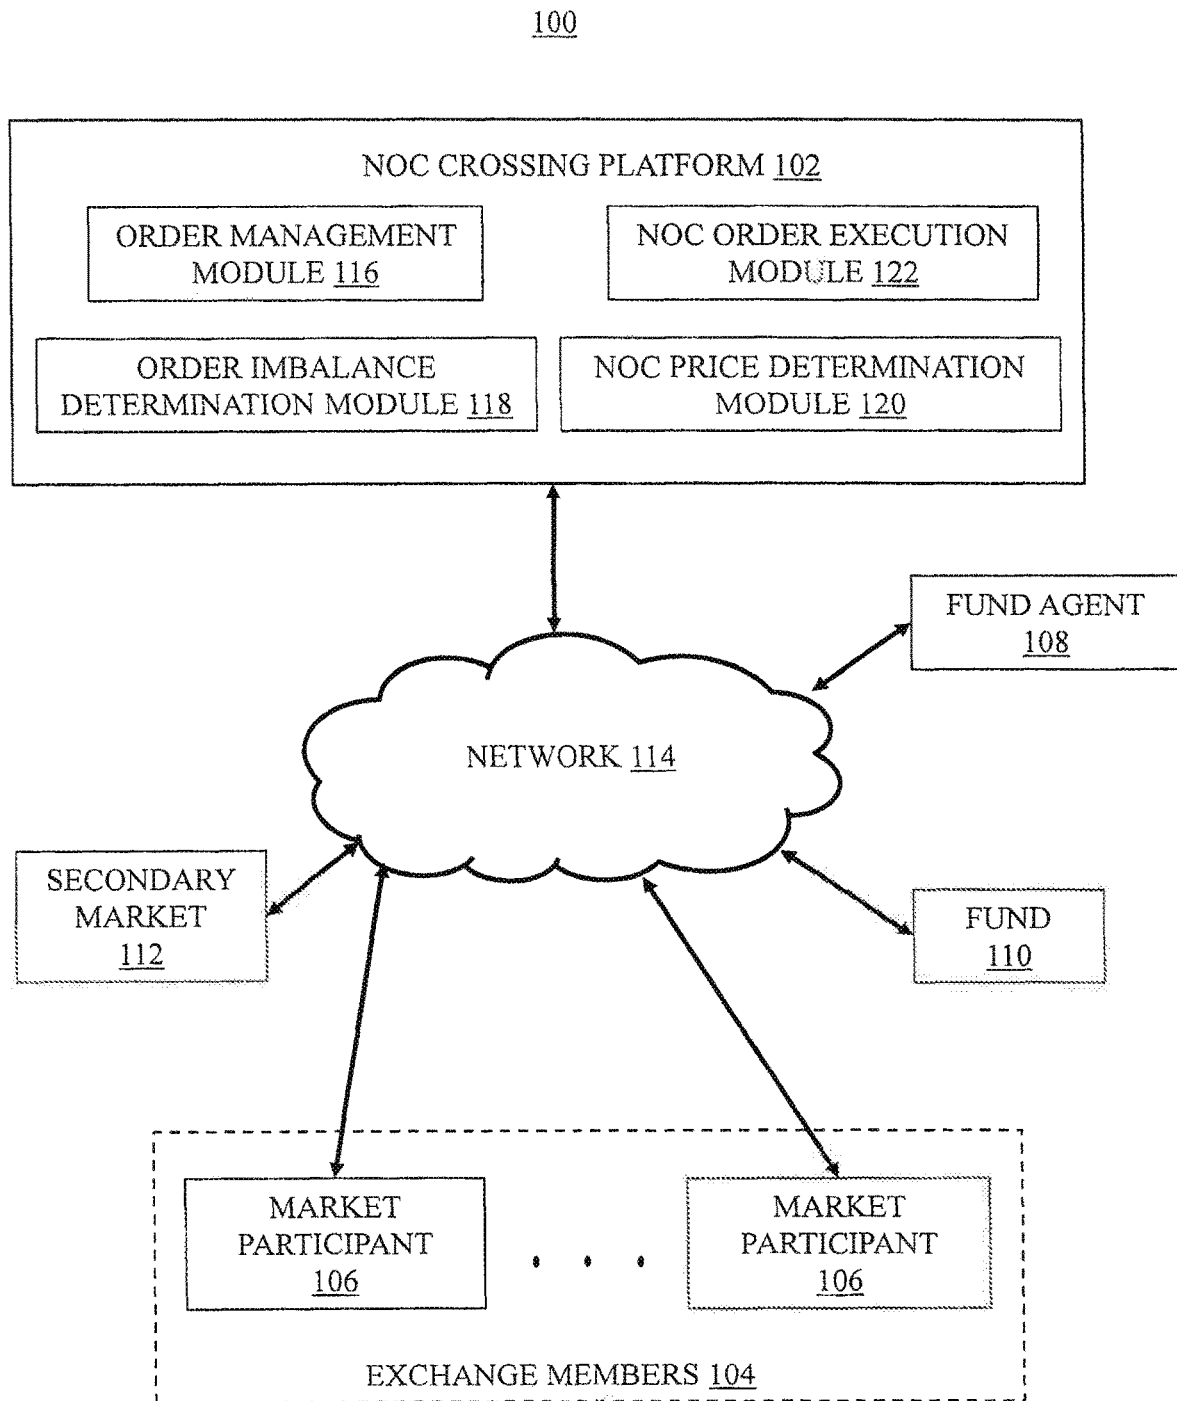 100
NOC CROSSING PLATFORM 102
ORDER MANAGEMENT
MODULE 116
NOC ORDER EXECUTION
MODULE 122
ORDER IMBALANCE
DETERMINATION MODULE 118
NOC PRICE DETERMINATION
MODULE 120
FUND AGENT
108
NETWORK 114
SECONDARY
MARKET
112
FUND
110
MARKET
PARTICIPANT
106
. . .
MARKET
PARTICIPANT
106
EXCHANGE MEMBERS 104